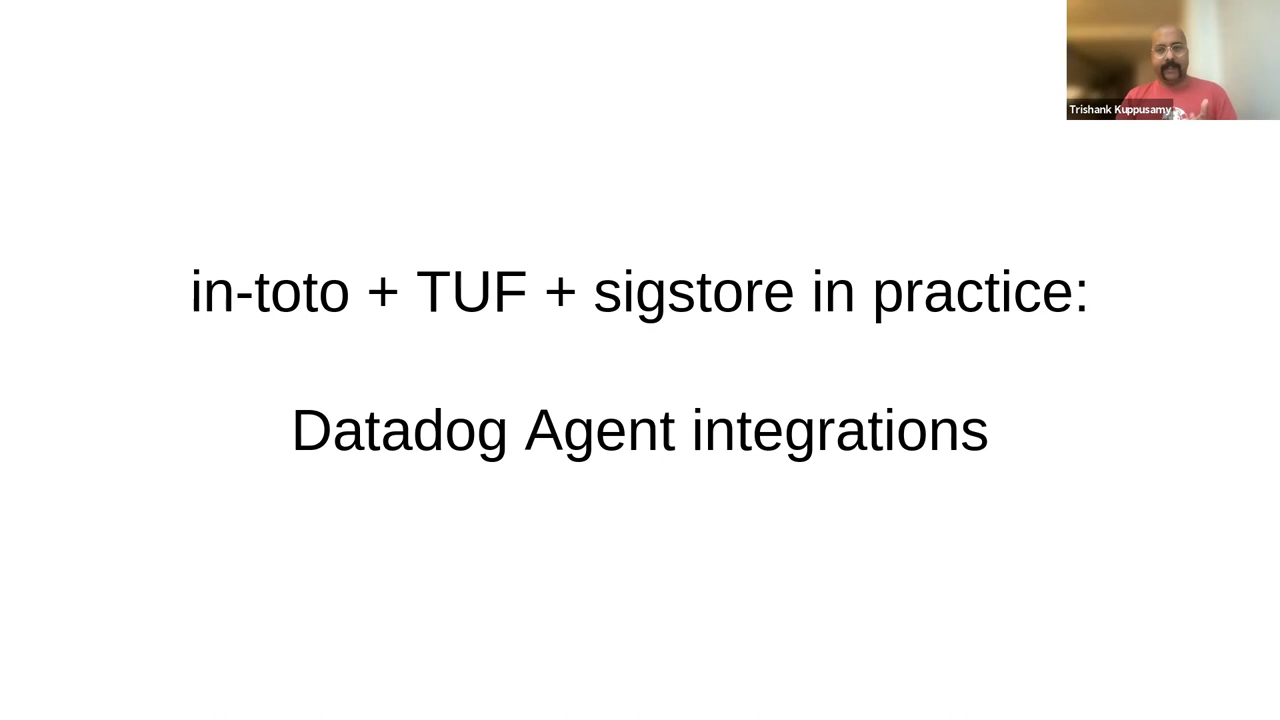 Trishank Kuppusamy
in-toto + TUF + sigstore in practice:
Datadog Agent integrations